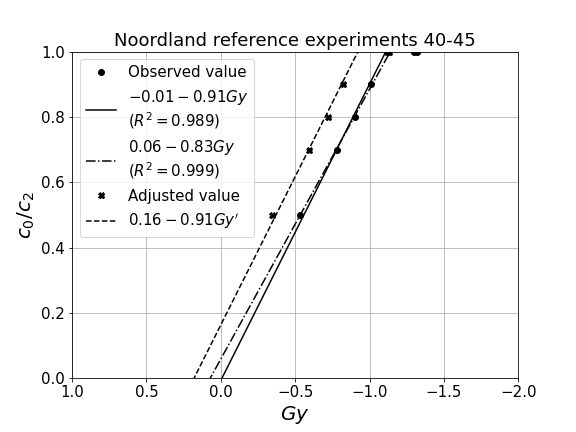 Noordland reference experiments 40-45
1.0
0.8
0.6
0.4
0.2
0.0
c₀/c₂
Observed value
−0.01 − 0.91Gy
(R² = 0.989)
0.06 − 0.83Gy
(R² = 0.999)
Adjusted value
0.16 − 0.91Gy′
1.0 0.5 0.0 −0.5 −1.0 −1.5 −2.0
Gy